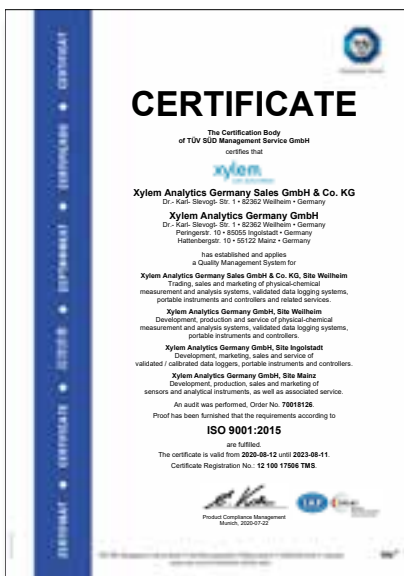 CERTIFICATE
The Certification Body
of TÜV SÜD Management Service GmbH
certifies that
xylem
Xylem Analytics Germany Sales GmbH & Co. KG
Dr.- Karl- Slevogt- Str. 1 • 82362 Weilheim • Germany
Xylem Analytics Germany GmbH
Dr.- Karl- Slevogt- Str. 1 • 82362 Weilheim • Germany
Peringerstr. 10 • 85055 Ingolstadt • Germany
Hattenbergstr. 10 • 55122 Mainz • Germany
has established and applies
a Quality Management System for
Xylem Analytics Germany Sales GmbH & Co. KG, Site Weilheim
Trading, sales and marketing of physical-chemical
measurement and analysis systems, validated data logging systems,
portable instruments and controllers and related services.
Xylem Analytics Germany GmbH, Site Weilheim
Development, production and service of physical-chemical
measurement and analysis systems, validated data logging systems,
portable instruments and controllers.
Xylem Analytics Germany GmbH, Site Ingolstadt
Development, marketing, sales and service of
validated / calibrated data loggers, portable instruments and controllers.
Xylem Analytics Germany GmbH, Site Mainz
Development, production, sales and marketing of
sensors and analytical instruments, as well as associated service.
An audit was performed, Order No. 70018126.
Proof has been furnished that the requirements according to
ISO 9001:2015
are fulfilled.
The certificate is valid from 2020-08-12 until 2023-08-11.
Certificate Registration No.: 12 100 17506 TMS.
Product Compliance Management
Munich, 2020-07-22
IAF
ZERTIFIKAT ◆ CERTIFICATE ◆ ◆ СЕРТИФИКАТ ◆ CERTIFICADO ◆ CERTIFICAT